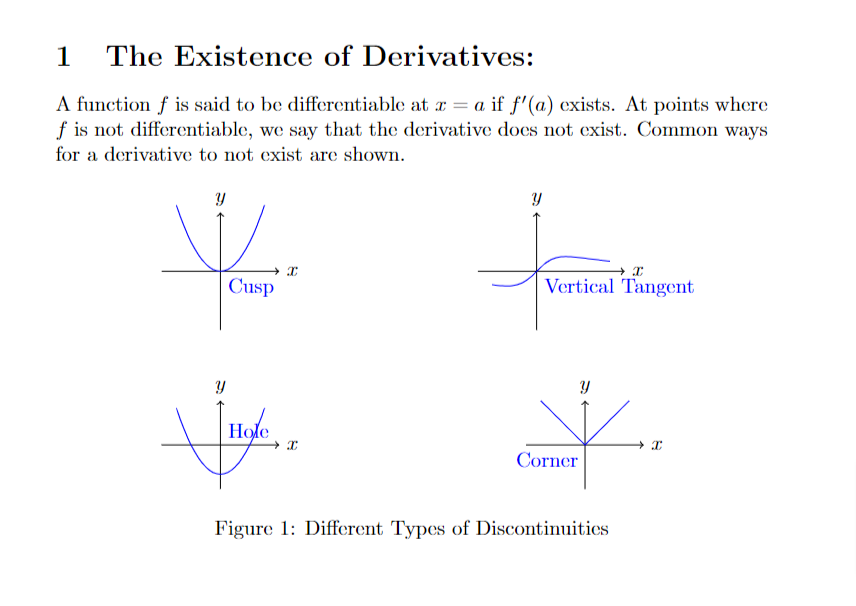 1 The Existence of Derivatives:
A function f is said to be differentiable at x = a if f′(a) exists. At points where
f is not differentiable, we say that the derivative does not exist. Common ways
for a derivative to not exist are shown.
y
x
Cusp
y
x
Vertical Tangent
y
Hole
x
y
x
Corner
Figure 1: Different Types of Discontinuities